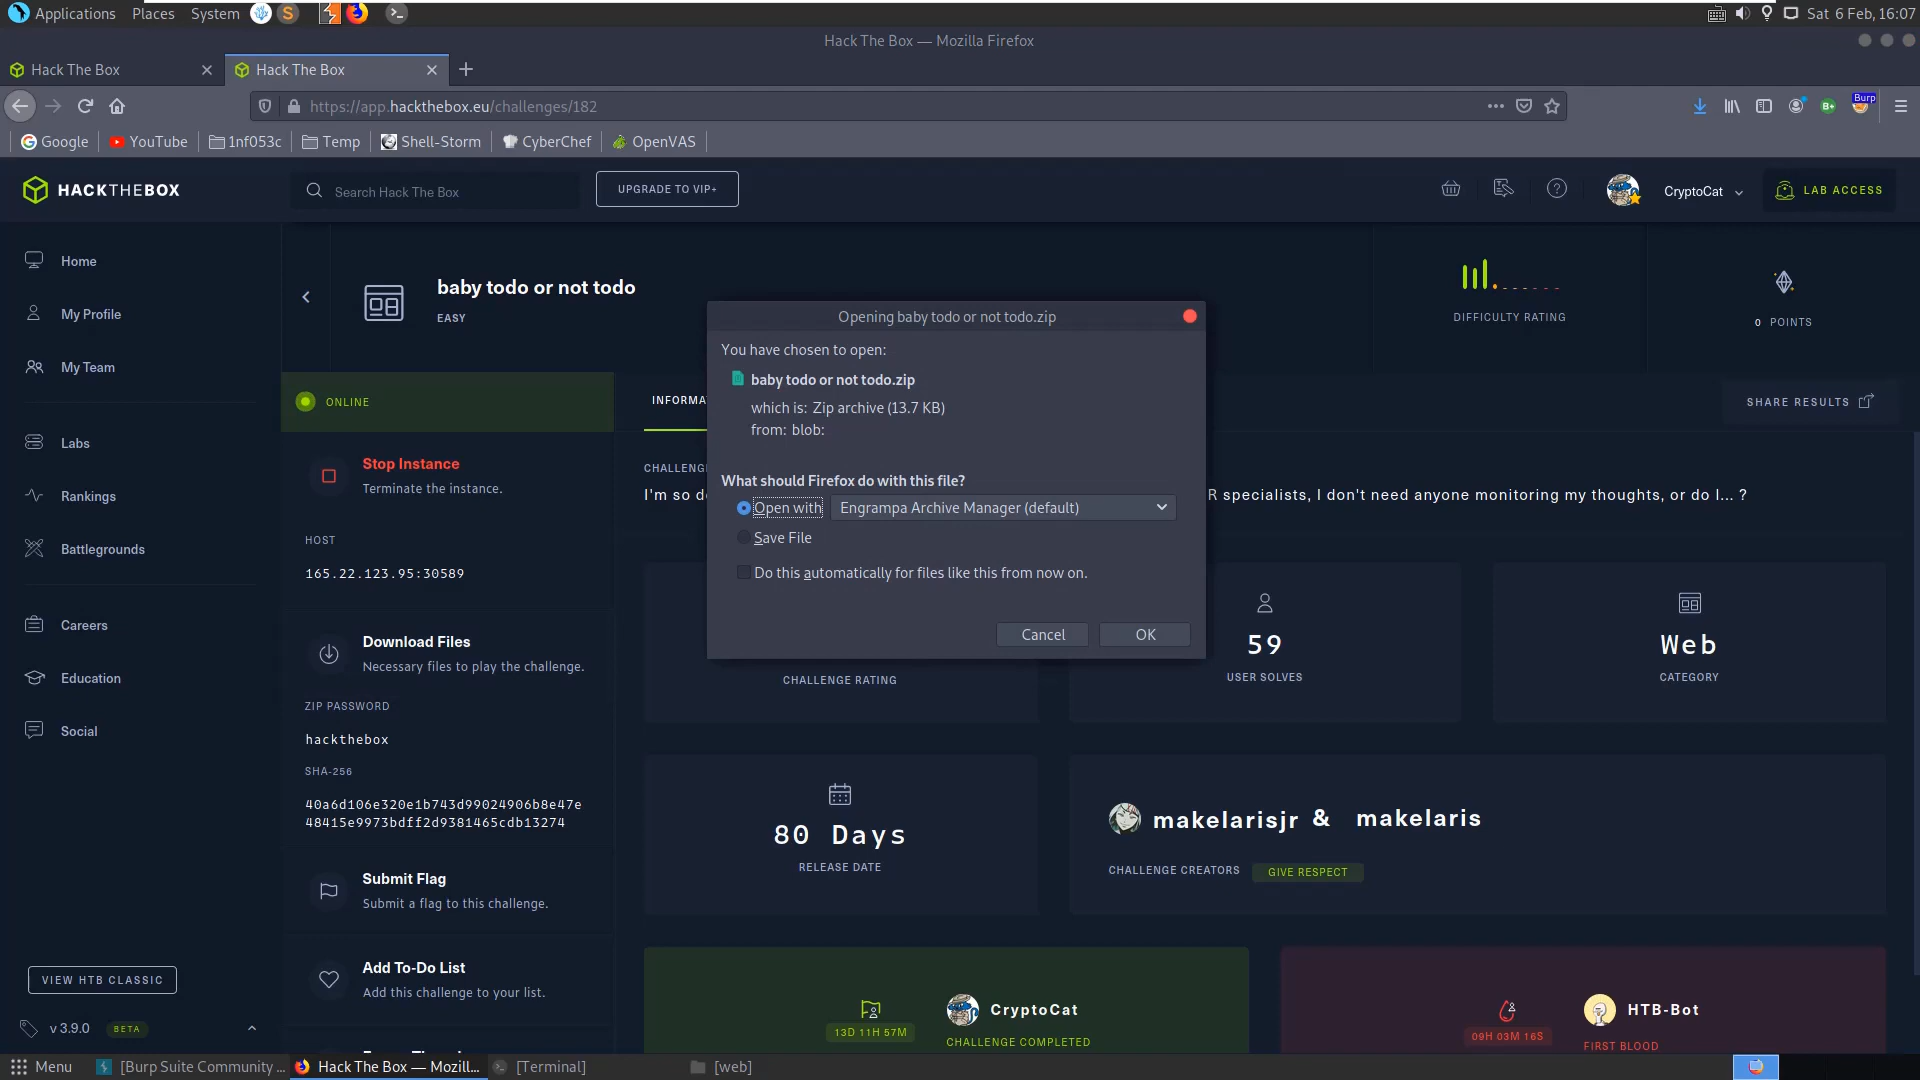 Applications Places System S Sat 6 Feb, 16:07
Hack The Box — Mozilla Firefox
Hack The Box
Hack The Box
https://app.hackthebox.eu/challenges/182
Burp
B+
Google YouTube 1nf053c Temp Shell-Storm CyberChef OpenVAS
HACKTHEBOX
Search Hack The Box
UPGRADE TO VIP+
CryptoCat
LAB ACCESS
Home
My Profile
My Team
Labs
Rankings
Battlegrounds
Careers
Education
Social
VIEW HTB CLASSIC
v 3.9.0 BETA
baby todo or not todo
EASY
DIFFICULTY RATING
0 POINTS
ONLINE
Stop Instance
Terminate the instance.
HOST
165.22.123.95:30589
Download Files
Necessary files to play the challenge.
ZIP PASSWORD
hackthebox
SHA-256
40a6d106e320e1b743d99024906b8e47e
48415e9973bdff2d9381465cdb13274
Submit Flag
Submit a flag to this challenge.
Add To-Do List
Add this challenge to your list.
INFORMA
SHARE RESULTS
CHALLENG
I'm so d
R specialists, I don't need anyone monitoring my thoughts, or do I... ?
Opening baby todo or not todo.zip
You have chosen to open:
baby todo or not todo.zip
which is: Zip archive (13.7 KB)
from: blob:
What should Firefox do with this file?
Open with Engrampa Archive Manager (default)
Save File
Do this automatically for files like this from now on.
Cancel OK
CHALLENGE RATING
59
USER SOLVES
Web
CATEGORY
80 Days
RELEASE DATE
makelarisjr & makelaris
CHALLENGE CREATORS GIVE RESPECT
13D 11H 57M
CryptoCat
CHALLENGE COMPLETED
09H 03M 16S
HTB-Bot
FIRST BLOOD
Menu [Burp Suite Community ... Hack The Box — Mozill... [Terminal] [web]